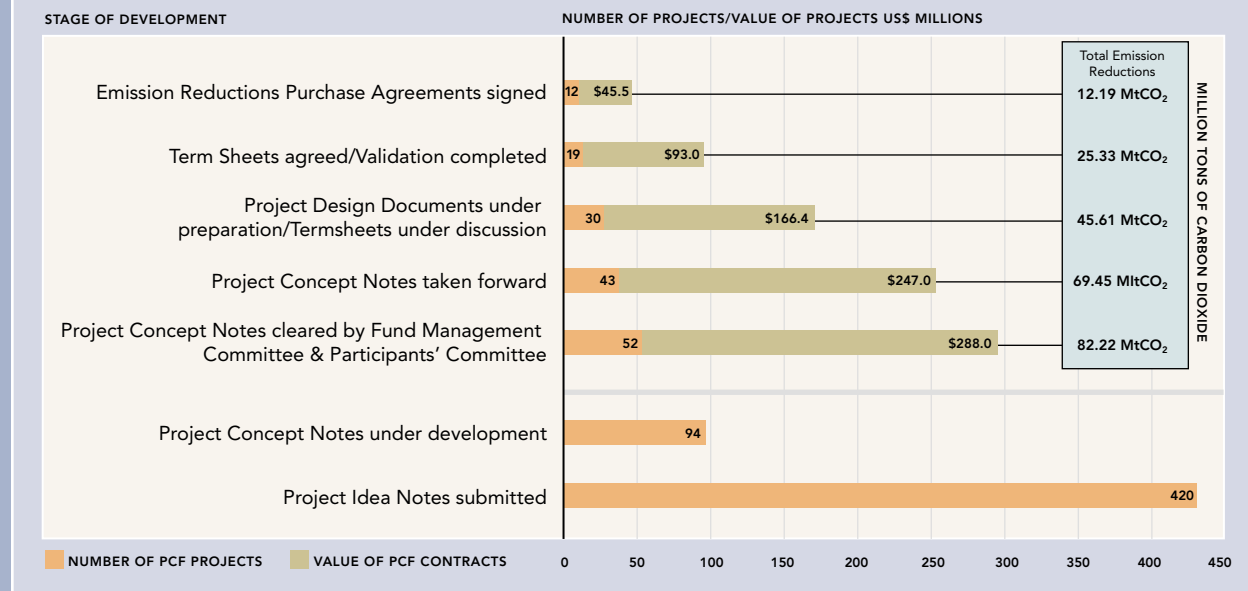 STAGE OF DEVELOPMENT
NUMBER OF PROJECTS/VALUE OF PROJECTS US$ MILLIONS
Total Emission
Reductions
Emission Reductions Purchase Agreements signed 12 $45.5 12.19 MtCO₂
Term Sheets agreed/Validation completed 19 $93.0 25.33 MtCO₂
Project Design Documents under
preparation/Termsheets under discussion 30 $166.4 45.61 MtCO₂
Project Concept Notes taken forward 43 $247.0 69.45 MItCO₂
Project Concept Notes cleared by Fund Management
Committee & Participants’ Committee 52 $288.0 82.22 MtCO₂
MILLION TONS OF CARBON DIOXIDE
Project Concept Notes under development 94
Project Idea Notes submitted 420
NUMBER OF PCF PROJECTS VALUE OF PCF CONTRACTS
0 50 100 150 200 250 300 350 400 450